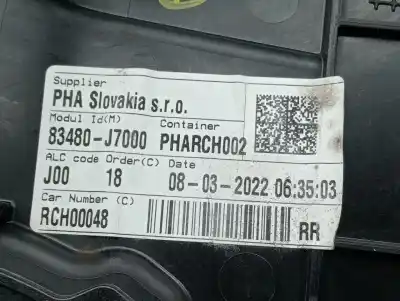 Supplier
PHA Slovakia s.r.o.
Modul Id(M) Container
83480-J7000 PHARCH002
ALC code Order(C) Date
J00 18 08-03-2022 06:35:03
Car Number (C)
RCH00048 RR